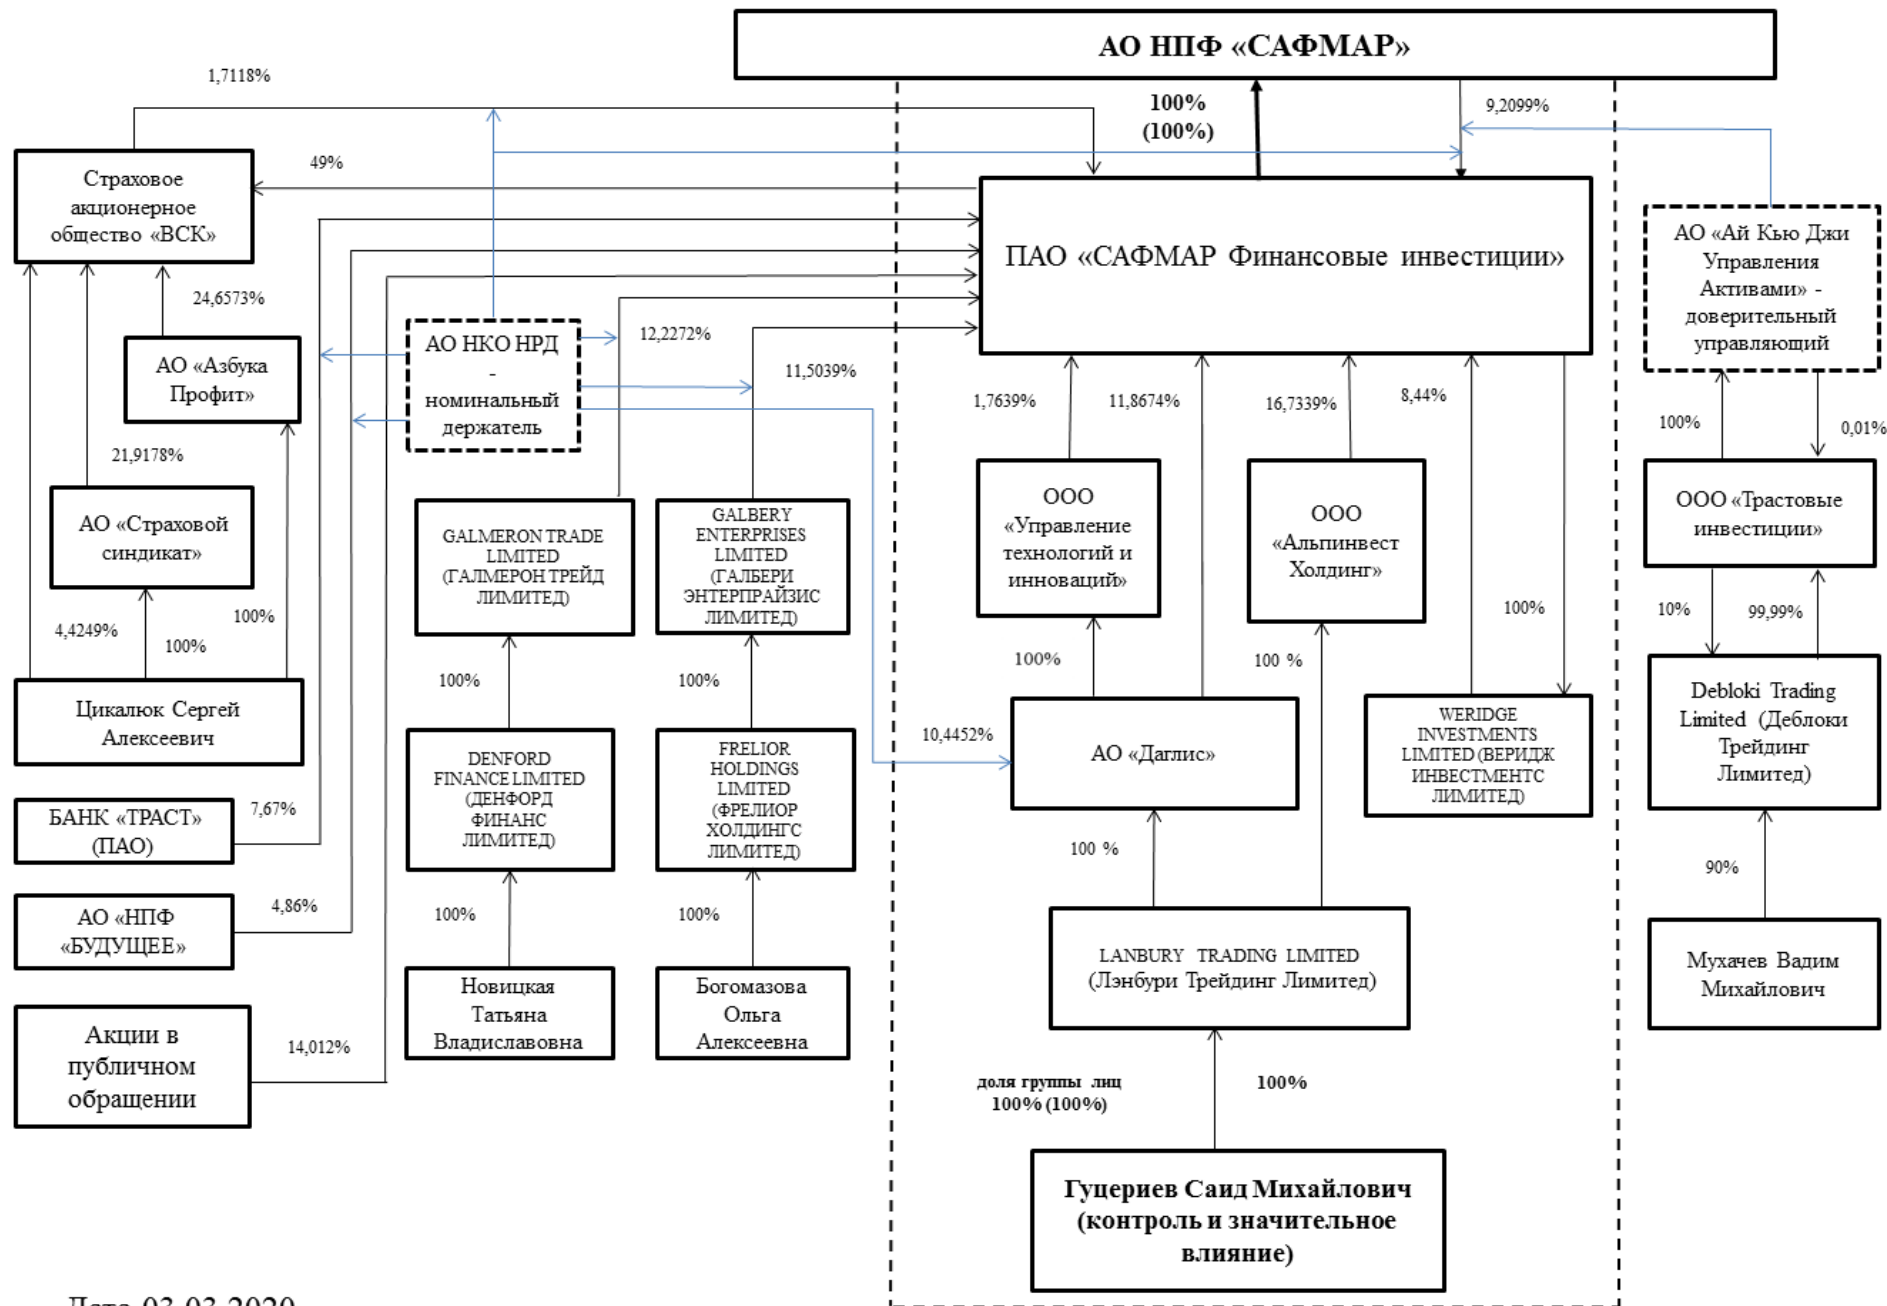 АО НПФ «САФМАР»
1,7118%
100%
(100%)
9,2099%
49%
Страховое
акционерное
общество «ВСК»
ПАО «САФМАР Финансовые инвестиции»
АО «Ай Кью Джи
Управления
Активами» -
доверительный
управляющий
24,6573%
АО «Азбука
Профит»
АО НКО НРД
-
номинальный
держатель
12,2272%
11,5039%
1,7639%
11,8674%
16,7339%
8,44%
100%
0,01%
21,9178%
АО «Страховой
синдикат»
GALMERON TRADE
LIMITED
(ГАЛМЕРОН ТРЕЙД
ЛИМИТЕД)
GALBERY
ENTERPRISES
LIMITED
(ГАЛБЕРИ
ЭНТЕРПРАЙЗИС
ЛИМИТЕД)
ООО
«Управление
технологий и
инноваций»
ООО
«Альпинвест
Холдинг»
ООО «Трастовые
инвестиции»
4,4249%
100%
100%
100%
100%
100%
100 %
100%
10%
99,99%
Цикалюк Сергей
Алексеевич
DENFORD
FINANCE LIMITED
(ДЕНФОРД
ФИНАНС
ЛИМИТЕД)
FRELIOR
HOLDINGS
LIMITED
(ФРЕЛИОР
ХОЛДИНГС
ЛИМИТЕД)
10,4452%
АО «Даглис»
WERIDGE
INVESTMENTS
LIMITED (ВЕРИДЖ
ИНВЕСТМЕНТС
ЛИМИТЕД)
Debloki Trading
Limited (Деблоки
Трейдинг
Лимитед)
БАНК «ТРАСТ»
(ПАО)
7,67%
100 %
90%
АО «НПФ
«БУДУЩЕЕ»
4,86%
100%
100%
LANBURY TRADING LIMITED
(Лэнбури Трейдинг Лимитед)
Мухачев Вадим
Михайлович
Новицкая
Татьяна
Владиславовна
Богомазова
Ольга
Алексеевна
Акции в
публичном
обращении
14,012%
доля группы лиц
100% (100%)
100%
Гуцериев Саид Михайлович
(контроль и значительное
влияние)
Дата 03.03.2020